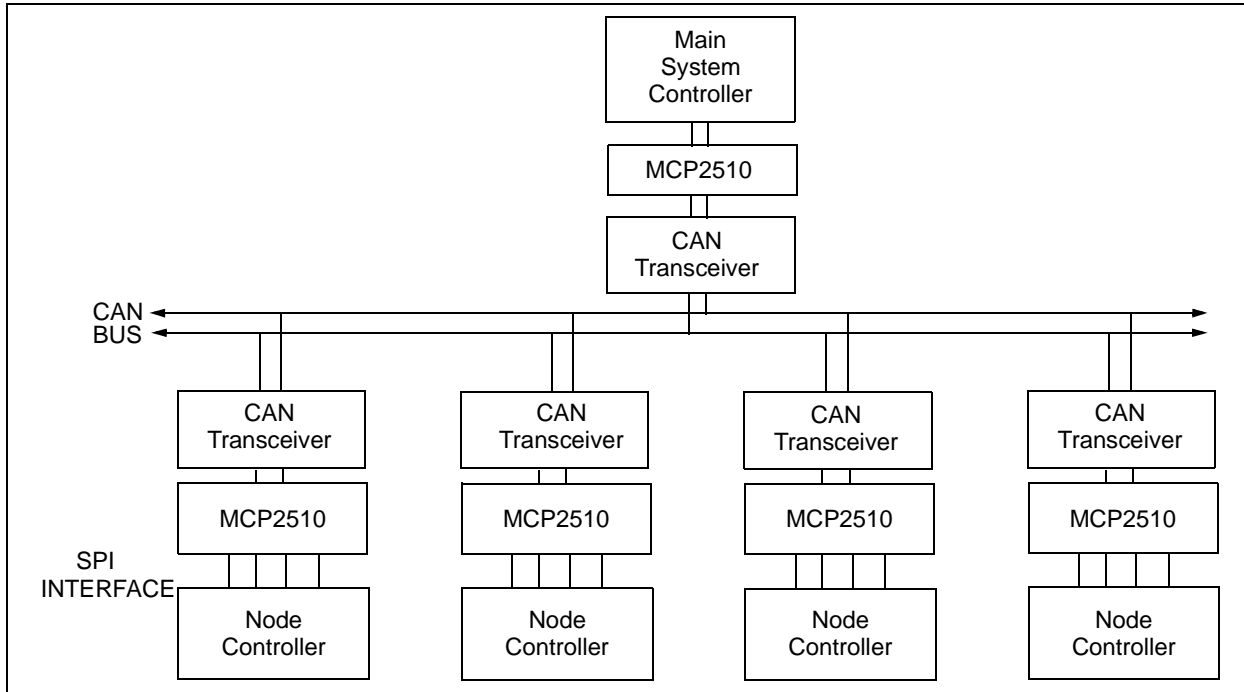 Main
System
Controller
MCP2510
CAN
Transceiver
CAN
BUS
CAN
Transceiver
CAN
Transceiver
CAN
Transceiver
CAN
Transceiver
MCP2510
MCP2510
MCP2510
MCP2510
SPI
INTERFACE
Node
Controller
Node
Controller
Node
Controller
Node
Controller